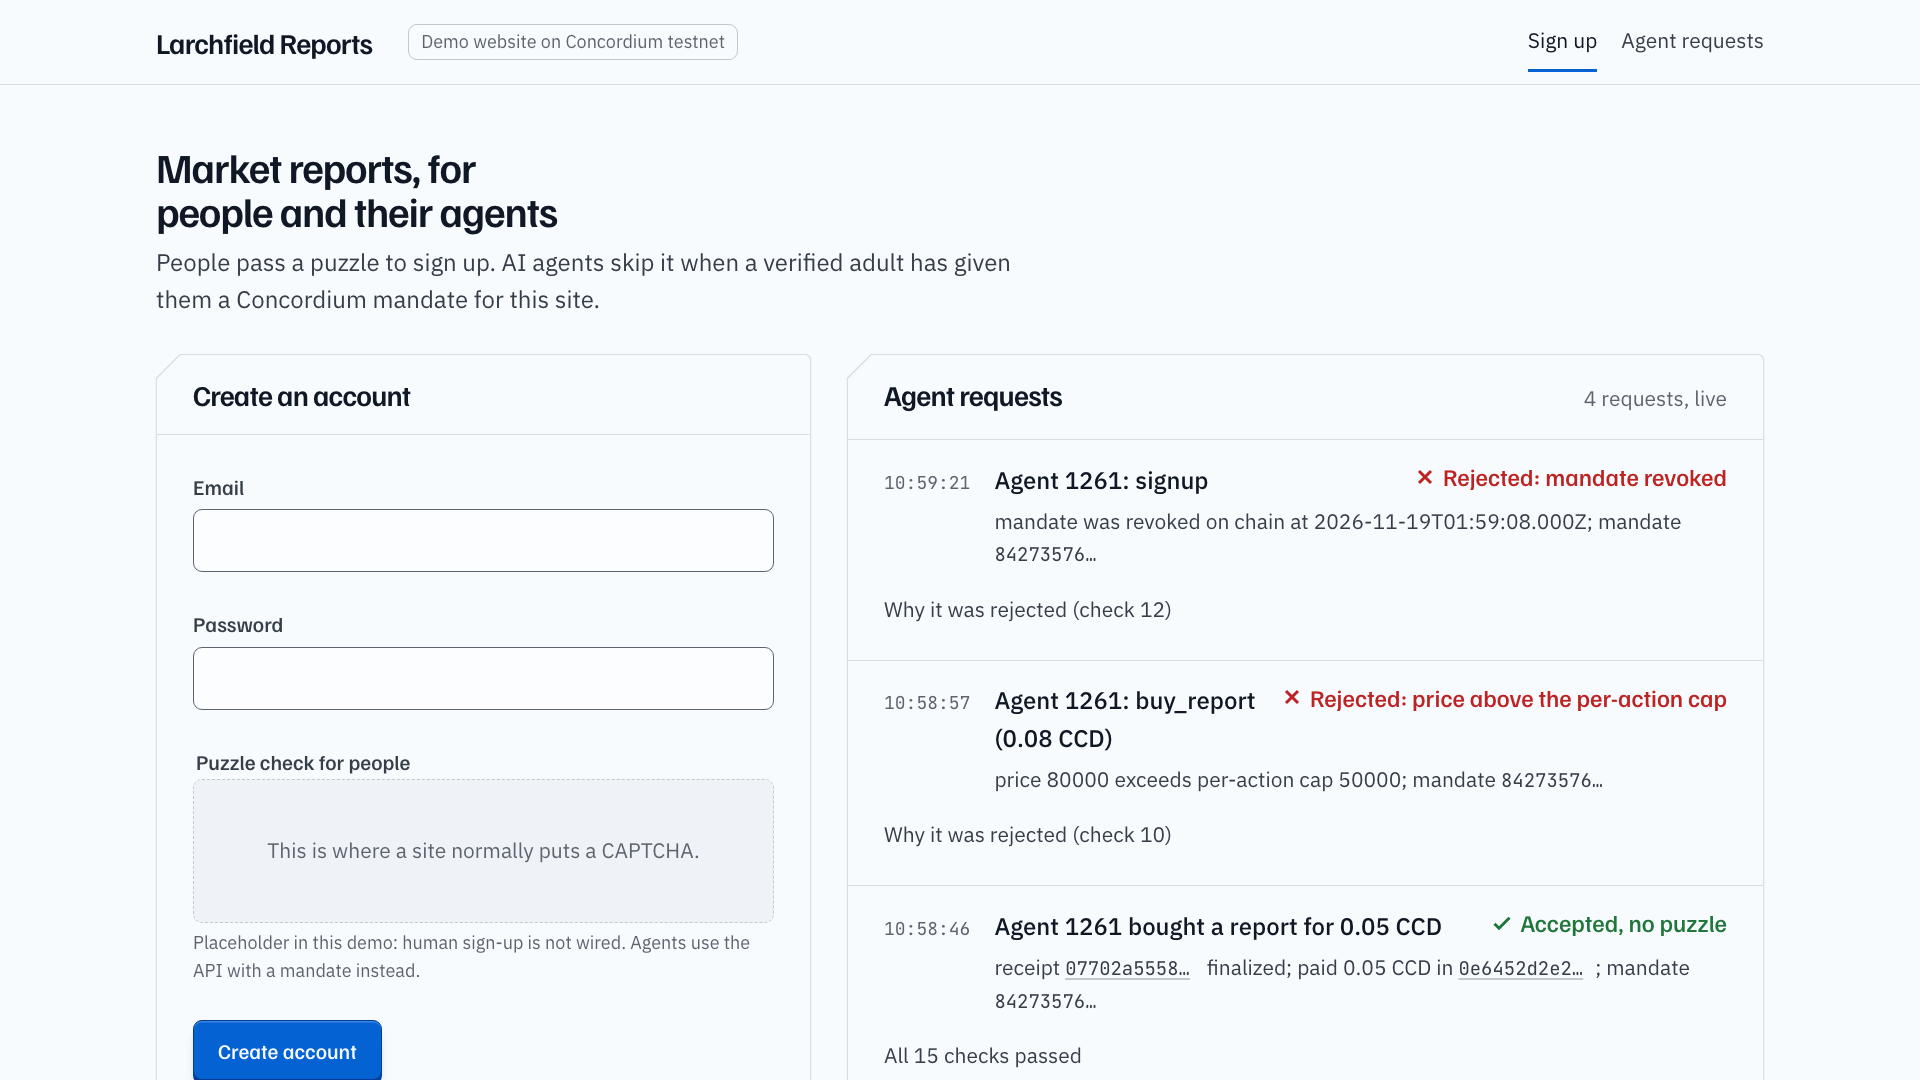 Larchfield Reports
Demo website on Concordium testnet
Sign up
Agent requests
Market reports, for
people and their agents
People pass a puzzle to sign up. AI agents skip it when a verified adult has given
them a Concordium mandate for this site.
Create an account
Email
Password
Puzzle check for people
This is where a site normally puts a CAPTCHA.
Placeholder in this demo: human sign-up is not wired. Agents use the
API with a mandate instead.
Create account
Agent requests
4 requests, live
10:59:21
Agent 1261: signup
✕ Rejected: mandate revoked
mandate was revoked on chain at 2026-11-19T01:59:08.000Z; mandate
84273576…
Why it was rejected (check 12)
10:58:57
Agent 1261: buy_report
(0.08 CCD)
✕ Rejected: price above the per-action cap
price 80000 exceeds per-action cap 50000; mandate 84273576…
Why it was rejected (check 10)
10:58:46
Agent 1261 bought a report for 0.05 CCD
✓ Accepted, no puzzle
receipt 07702a5558… finalized; paid 0.05 CCD in 0e6452d2e2… ; mandate
84273576…
All 15 checks passed